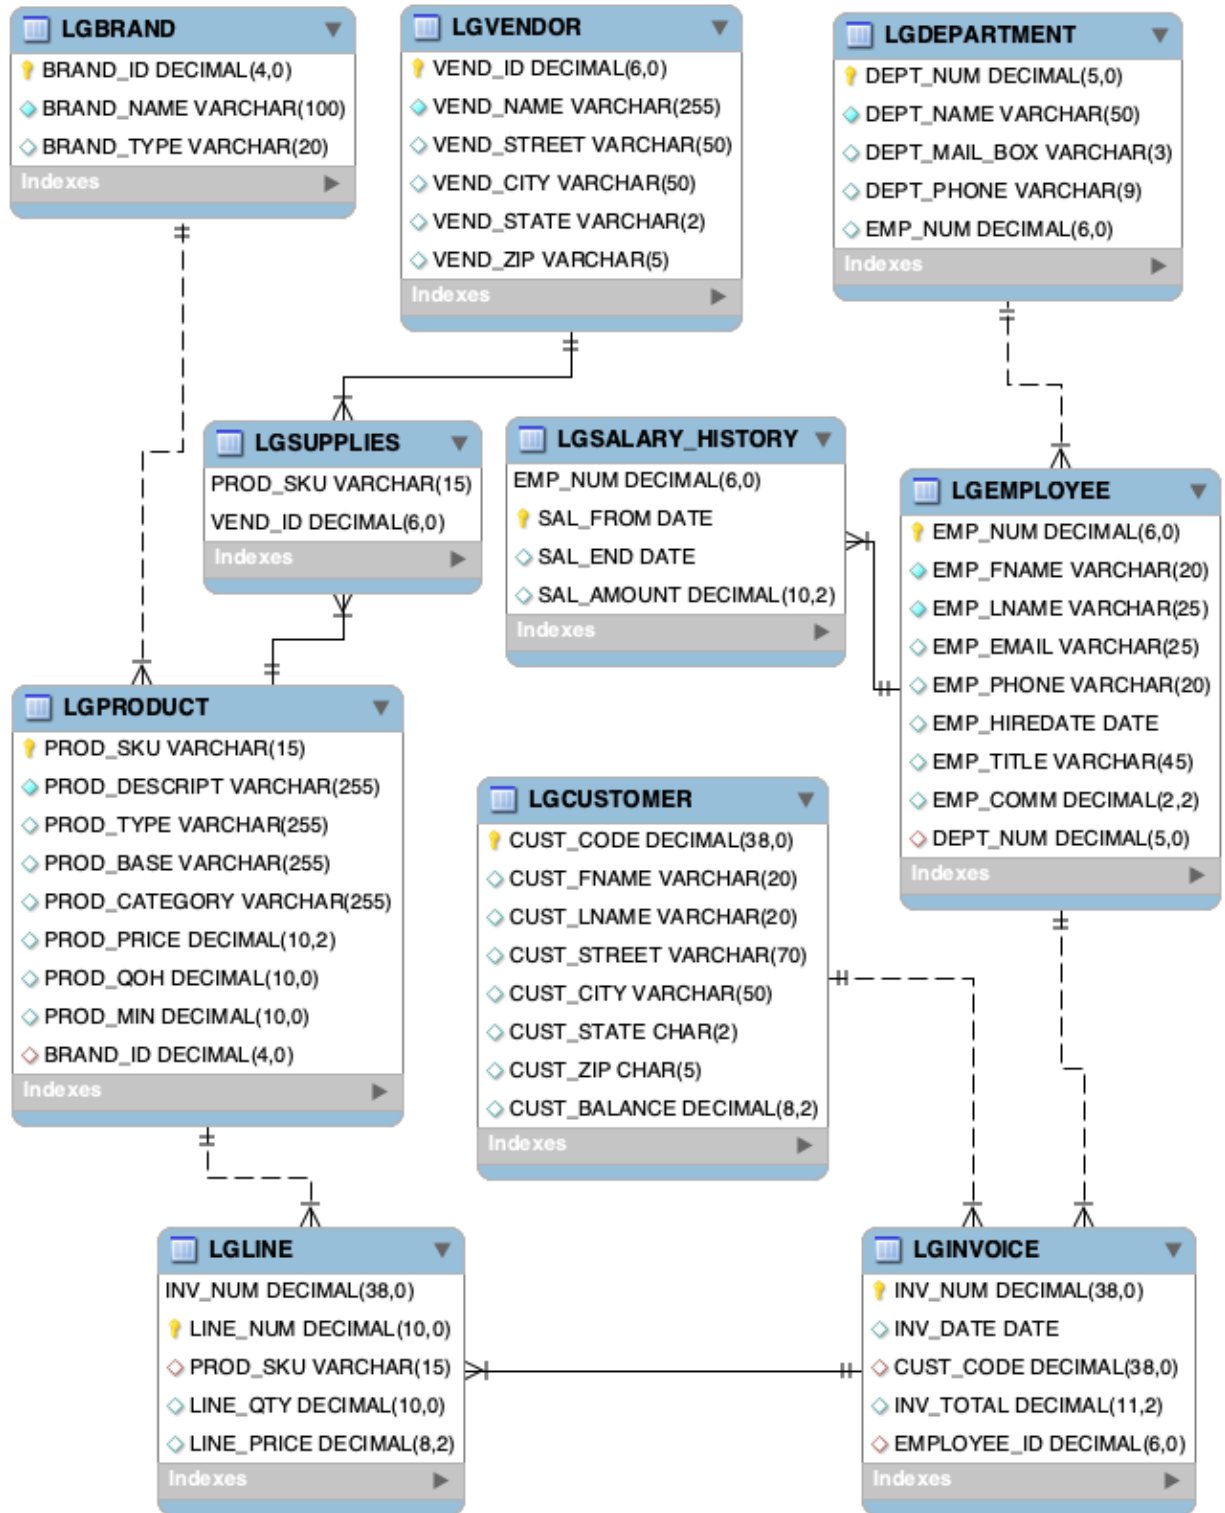 LGBRAND
BRAND_ID DECIMAL(4,0)
BRAND_NAME VARCHAR(100)
BRAND_TYPE VARCHAR(20)
Indexes
LGVENDOR
VEND_ID DECIMAL(6,0)
VEND_NAME VARCHAR(255)
VEND_STREET VARCHAR(50)
VEND_CITY VARCHAR(50)
VEND_STATE VARCHAR(2)
VEND_ZIP VARCHAR(5)
Indexes
LGDEPARTMENT
DEPT_NUM DECIMAL(5,0)
DEPT_NAME VARCHAR(50)
DEPT_MAIL_BOX VARCHAR(3)
DEPT_PHONE VARCHAR(9)
EMP_NUM DECIMAL(6,0)
Indexes
LGSUPPLIES
PROD_SKU VARCHAR(15)
VEND_ID DECIMAL(6,0)
Indexes
LGSALARY_HISTORY
EMP_NUM DECIMAL(6,0)
SAL_FROM DATE
SAL_END DATE
SAL_AMOUNT DECIMAL(10,2)
Indexes
LGEMPLOYEE
EMP_NUM DECIMAL(6,0)
EMP_FNAME VARCHAR(20)
EMP_LNAME VARCHAR(25)
EMP_EMAIL VARCHAR(25)
EMP_PHONE VARCHAR(20)
EMP_HIREDATE DATE
EMP_TITLE VARCHAR(45)
EMP_COMM DECIMAL(2,2)
DEPT_NUM DECIMAL(5,0)
Indexes
LGPRODUCT
PROD_SKU VARCHAR(15)
PROD_DESCRIPT VARCHAR(255)
PROD_TYPE VARCHAR(255)
PROD_BASE VARCHAR(255)
PROD_CATEGORY VARCHAR(255)
PROD_PRICE DECIMAL(10,2)
PROD_QOH DECIMAL(10,0)
PROD_MIN DECIMAL(10,0)
BRAND_ID DECIMAL(4,0)
Indexes
LGCUSTOMER
CUST_CODE DECIMAL(38,0)
CUST_FNAME VARCHAR(20)
CUST_LNAME VARCHAR(20)
CUST_STREET VARCHAR(70)
CUST_CITY VARCHAR(50)
CUST_STATE CHAR(2)
CUST_ZIP CHAR(5)
CUST_BALANCE DECIMAL(8,2)
Indexes
LGLINE
INV_NUM DECIMAL(38,0)
LINE_NUM DECIMAL(10,0)
PROD_SKU VARCHAR(15)
LINE_QTY DECIMAL(10,0)
LINE_PRICE DECIMAL(8,2)
Indexes
LGINVOICE
INV_NUM DECIMAL(38,0)
INV_DATE DATE
CUST_CODE DECIMAL(38,0)
INV_TOTAL DECIMAL(11,2)
EMPLOYEE_ID DECIMAL(6,0)
Indexes